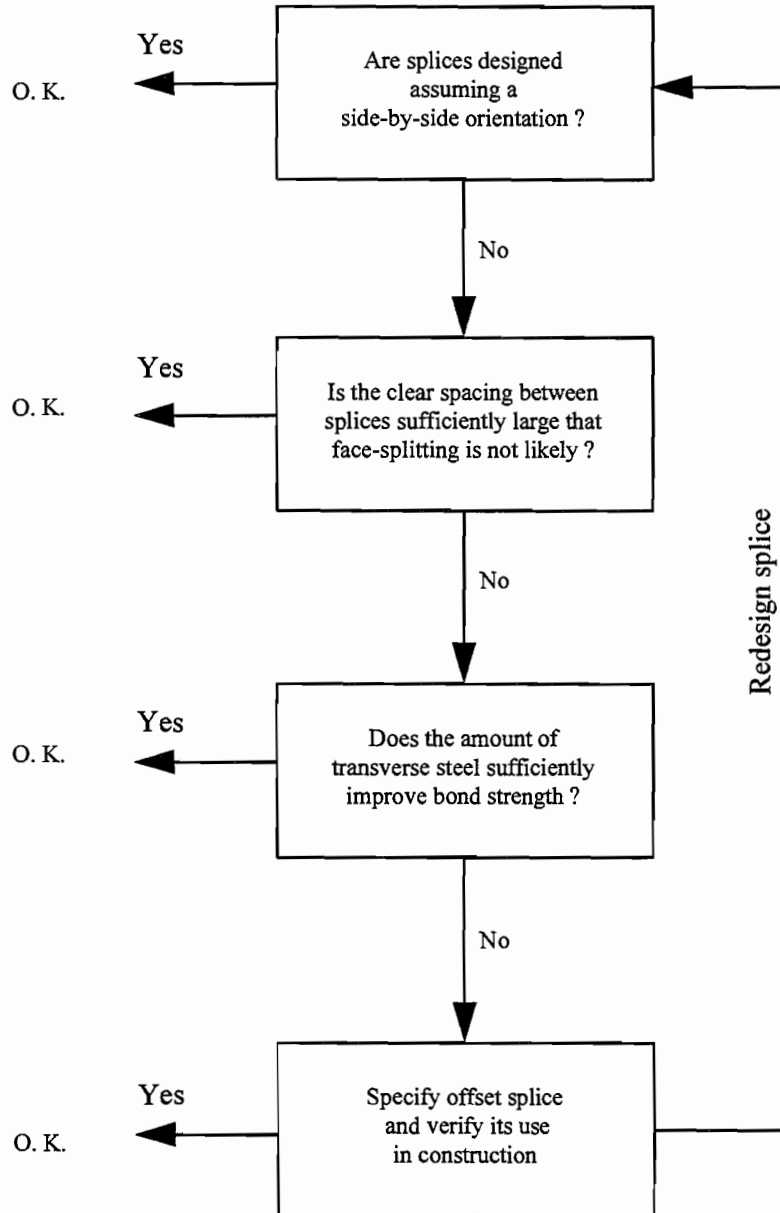 Yes
O. K.
Are splices designed
assuming a
side-by-side orientation ?
No
Yes
O. K.
Is the clear spacing between
splices sufficiently large that
face-splitting is not likely ?
No
Redesign splice
Yes
O. K.
Does the amount of
transverse steel sufficiently
improve bond strength ?
No
Yes
O. K.
Specify offset splice
and verify its use
in construction